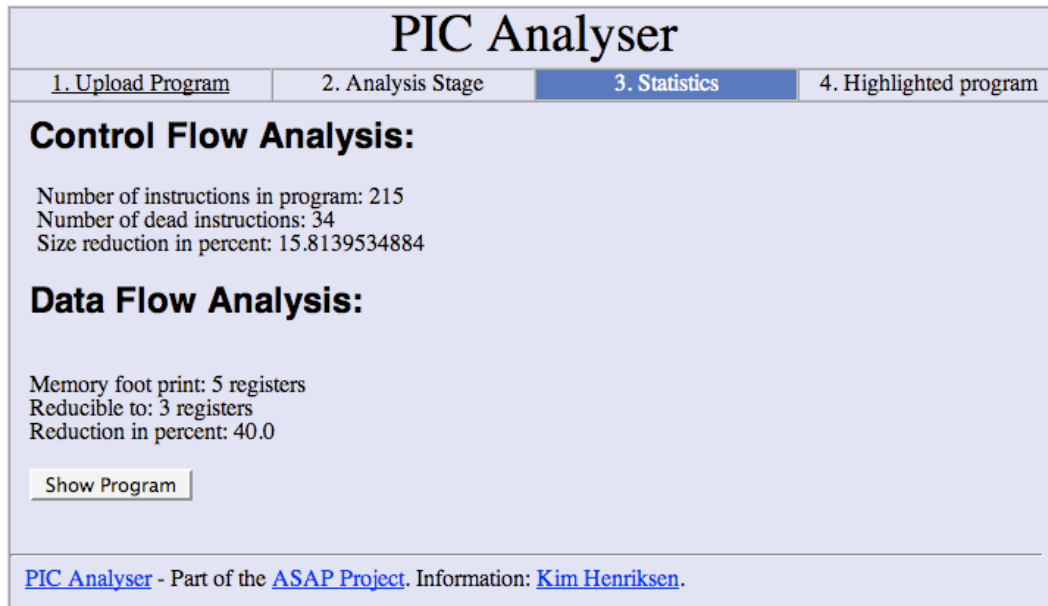 PIC Analyser
1. Upload Program 2. Analysis Stage 3. Statistics 4. Highlighted program
Control Flow Analysis:
Number of instructions in program: 215
Number of dead instructions: 34
Size reduction in percent: 15.8139534884
Data Flow Analysis:
Memory foot print: 5 registers
Reducible to: 3 registers
Reduction in percent: 40.0
Show Program
PIC Analyser - Part of the ASAP Project. Information: Kim Henriksen.